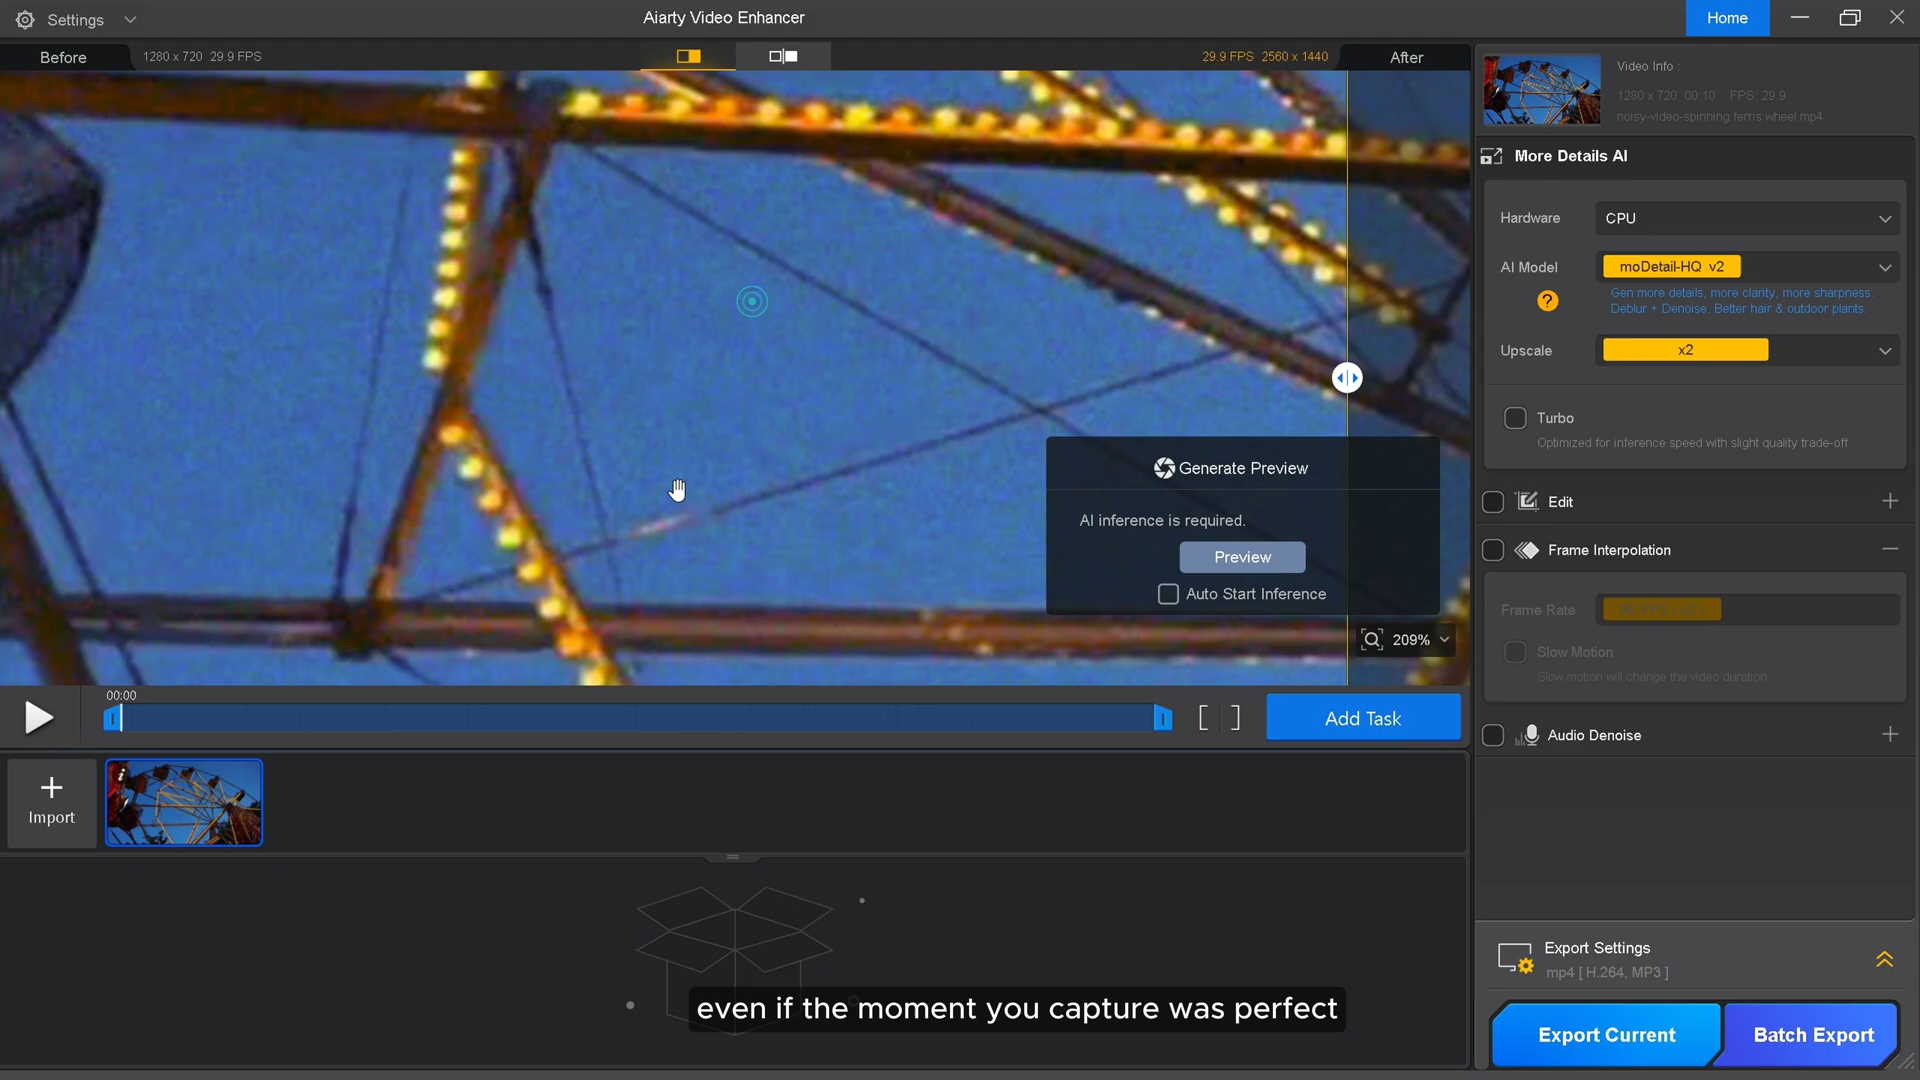 Settings
Aiarty Video Enhancer
Home
Before
1280 x 720 29.9 FPS
29.9 FPS 2560 x 1440
After
Video Info :
1280 x 720 00:10 FPS: 29.9
noisy-video-spinning ferris wheel.mp4
More Details AI
Hardware
CPU
AI Model
moDetail-HQ v2
?
Gen more details, more clarity, more sharpness.
Deblur + Denoise. Better hair & outdoor plants.
Upscale
x2
Turbo
Optimized for inference speed with slight quality trade-off
Generate Preview
AI inference is required.
Preview
Auto Start Inference
209%
Edit
Frame Interpolation
Frame Rate
Slow Motion
Slow motion will change the video duration
Audio Denoise
00:00
[ ]
Add Task
Import
i
even if the moment you capture was perfect
Export Settings
mp4 [ H.264, MP3 ]
Export Current
Batch Export